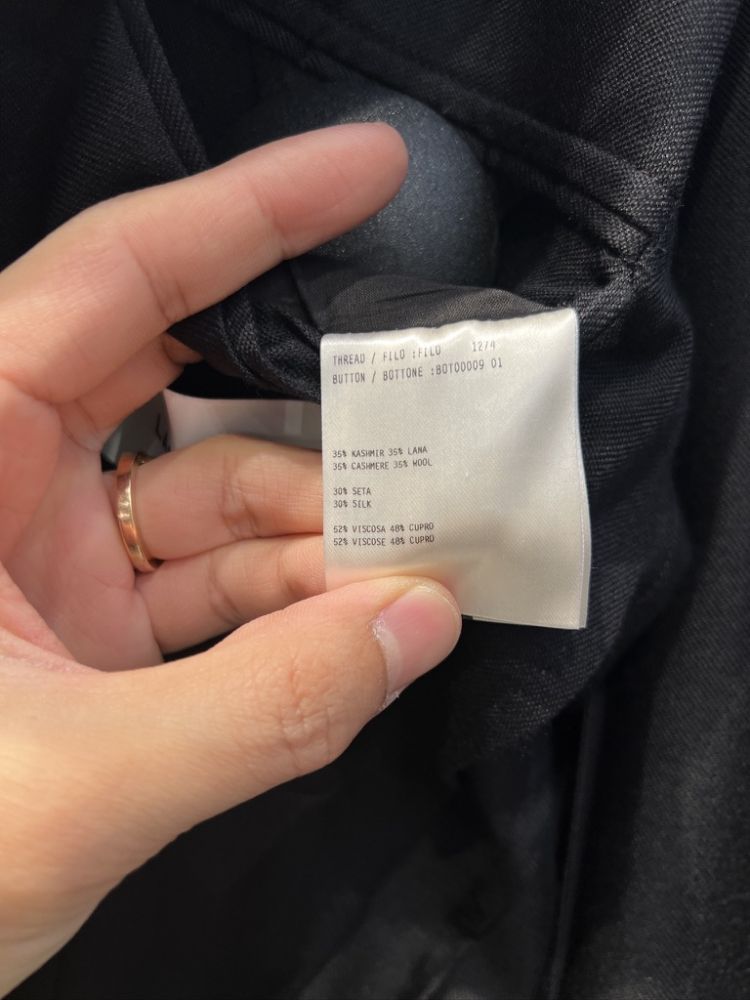 THREAD / FILO :FILO 1274
BUTTON / BOTTONE :BOT00009 01
35% KASHMIR 35% LANA
35% CASHMERE 35% WOOL
30% SETA
30% SILK
52% VISCOSA 48% CUPRO
52% VISCOSE 48% CUPRO